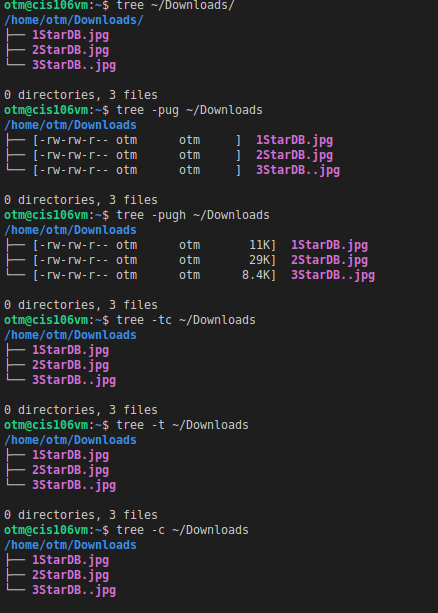 otm@cis106vm:~$ tree ~/Downloads/
/home/otm/Downloads/
├── 1StarDB.jpg
├── 2StarDB.jpg
└── 3StarDB..jpg

0 directories, 3 files
otm@cis106vm:~$ tree -pug ~/Downloads
/home/otm/Downloads
├── [-rw-rw-r-- otm      otm     ]  1StarDB.jpg
├── [-rw-rw-r-- otm      otm     ]  2StarDB.jpg
└── [-rw-rw-r-- otm      otm     ]  3StarDB..jpg

0 directories, 3 files
otm@cis106vm:~$ tree -pugh ~/Downloads
/home/otm/Downloads
├── [-rw-rw-r-- otm      otm       11K]  1StarDB.jpg
├── [-rw-rw-r-- otm      otm       29K]  2StarDB.jpg
└── [-rw-rw-r-- otm      otm      8.4K]  3StarDB..jpg

0 directories, 3 files
otm@cis106vm:~$ tree -tc ~/Downloads
/home/otm/Downloads
├── 1StarDB.jpg
├── 2StarDB.jpg
└── 3StarDB..jpg

0 directories, 3 files
otm@cis106vm:~$ tree -t ~/Downloads
/home/otm/Downloads
├── 1StarDB.jpg
├── 2StarDB.jpg
└── 3StarDB..jpg

0 directories, 3 files
otm@cis106vm:~$ tree -c ~/Downloads
/home/otm/Downloads
├── 1StarDB.jpg
├── 2StarDB.jpg
└── 3StarDB..jpg